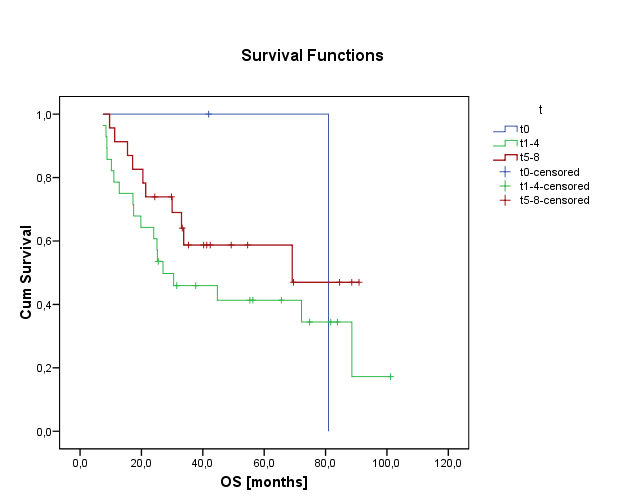 Survival Functions
t
t0
t1-4
t5-8
t0-censored
t1-4-censored
t5-8-censored
1,0
0,8
0,6
0,4
0,2
0,0
Cum Survival
0,0 20,0 40,0 60,0 80,0 100,0 120,0
OS [months]